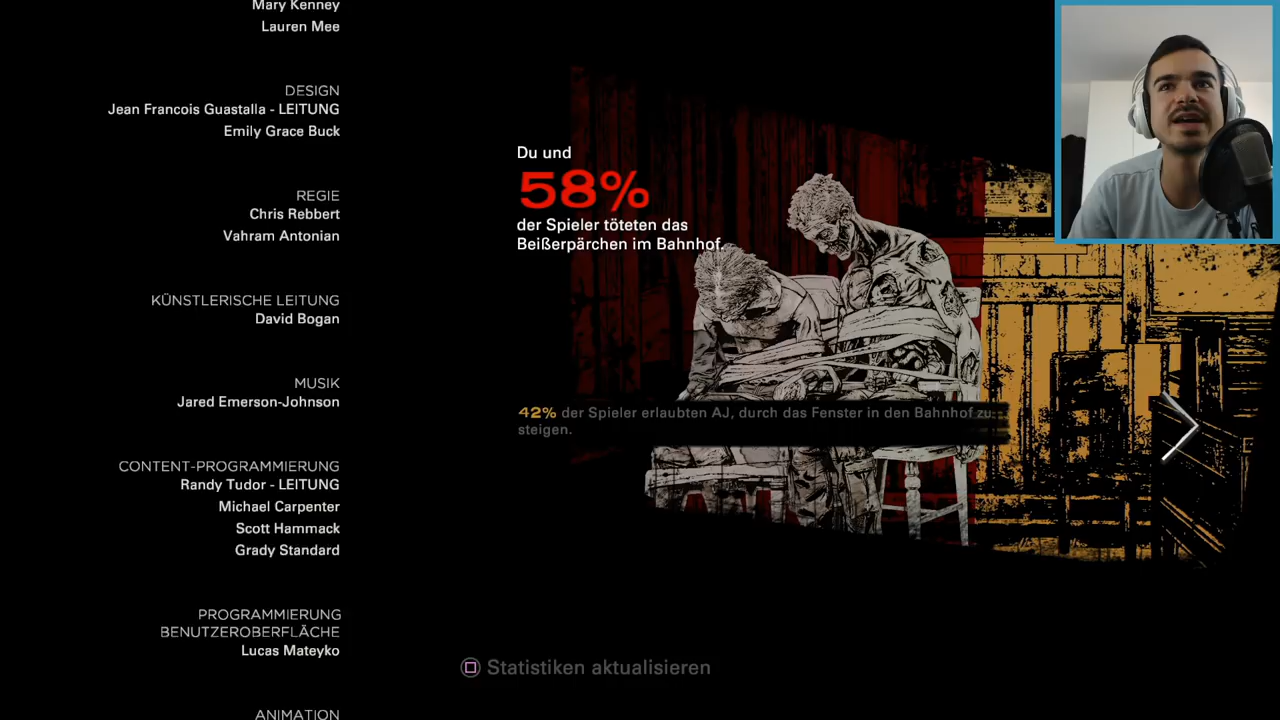 Mary Kenney
Lauren Mee
DESIGN
Jean Francois Guastalla - LEITUNG
Emily Grace Buck
REGIE
Chris Rebbert
Vahram Antonian
KÜNSTLERISCHE LEITUNG
David Bogan
MUSIK
Jared Emerson-Johnson
CONTENT-PROGRAMMIERUNG
Randy Tudor - LEITUNG
Michael Carpenter
Scott Hammack
Grady Standard
PROGRAMMIERUNG
BENUTZEROBERFLÄCHE
Lucas Mateyko
ANIMATION
Du und
58%
der Spieler töteten das
Beißerpärchen im Bahnhof.
42% der Spieler erlaubten AJ, durch das Fenster in den Bahnhof zu
steigen.
Statistiken aktualisieren